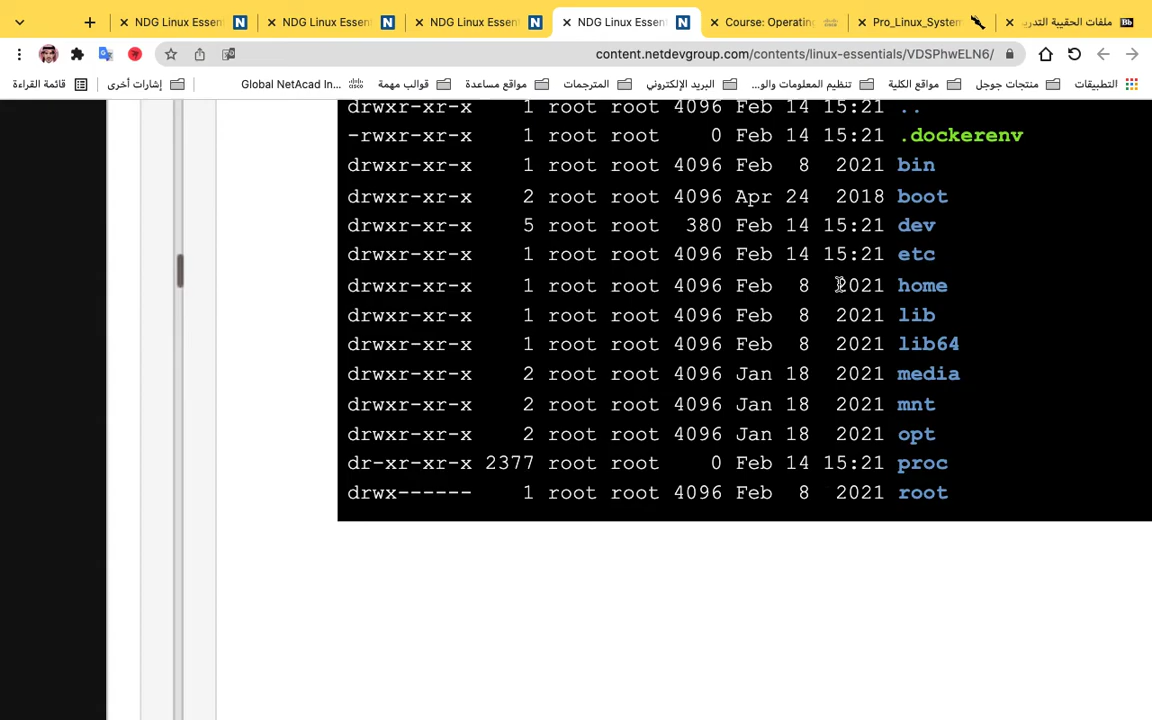 NDG Linux Essen
NDG Linux Essen
NDG Linux Essen
NDG Linux Essen
Course: Operating
Pro_Linux_System
ملفات الحقيبة التدري
Bb
content.netdevgroup.com/contents/linux-essentials/VDSPhwELN6/
التطبيقات
منتجات جوجل
مواقع الكلية
تنظيم المعلومات والو...
البريد الإلكتروني
مواقع مساعدة
المترجمات
قوالب مهمة
Global NetAcad Ind...
إشارات أخرى
قائمة القراءة
drwxr-xr-x 1 root root 4096 Feb 14 15:21 ..
-rwxr-xr-x 1 root root 0 Feb 14 15:21 .dockerenv
drwxr-xr-x 1 root root 4096 Feb 8 2021 bin
drwxr-xr-x 2 root root 4096 Apr 24 2018 boot
drwxr-xr-x 5 root root 380 Feb 14 15:21 dev
drwxr-xr-x 1 root root 4096 Feb 14 15:21 etc
drwxr-xr-x 1 root root 4096 Feb 8 2021 home
drwxr-xr-x 1 root root 4096 Feb 8 2021 lib
drwxr-xr-x 1 root root 4096 Feb 8 2021 lib64
drwxr-xr-x 2 root root 4096 Jan 18 2021 media
drwxr-xr-x 2 root root 4096 Jan 18 2021 mnt
drwxr-xr-x 2 root root 4096 Jan 18 2021 opt
dr-xr-xr-x 2377 root root 0 Feb 14 15:21 proc
drwx------ 1 root root 4096 Feb 8 2021 root